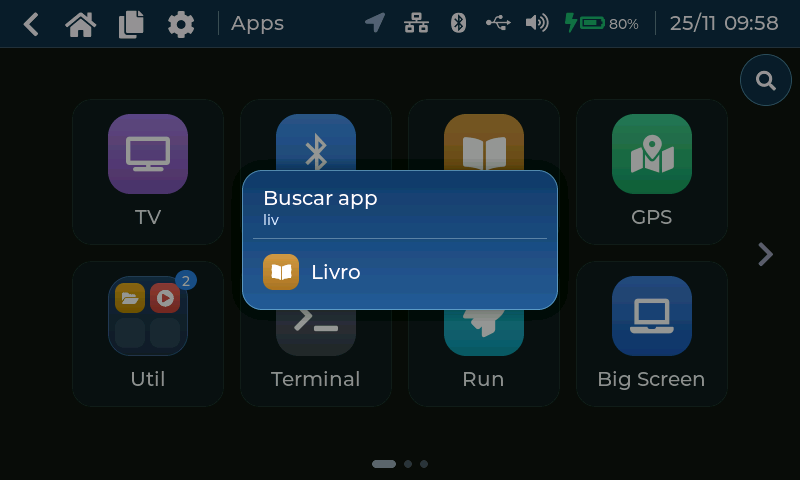 Apps
80%
25/11 09:58
TV
GPS
Buscar app
liv
Livro
2
Util
Terminal
Run
Big Screen